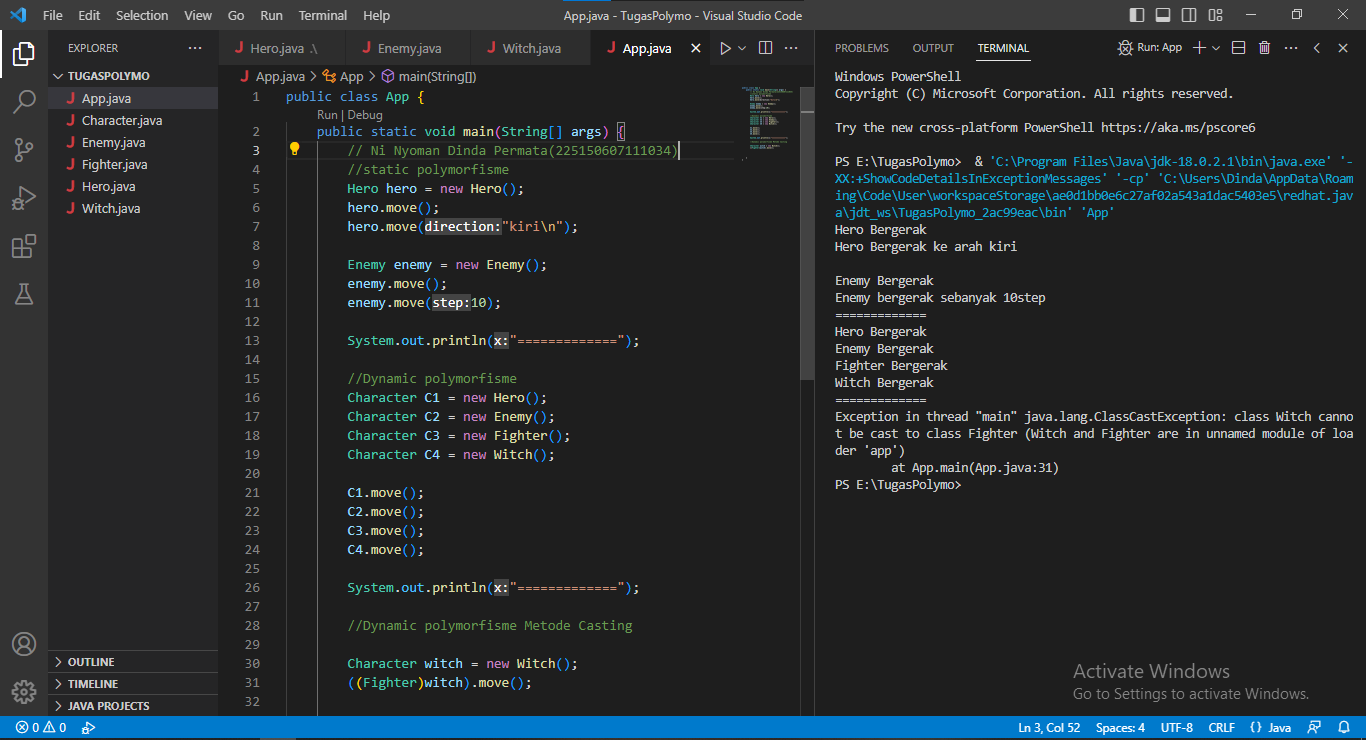 File Edit Selection View Go Run Terminal Help App.java - TugasPolymo - Visual Studio Code
EXPLORER
TUGASPOLYMO
App.java
Character.java
Enemy.java
Fighter.java
Hero.java
Witch.java
OUTLINE
TIMELINE
JAVA PROJECTS
Hero.java .\ Enemy.java Witch.java App.java
App.java > App > main(String[])
1 public class App {
Run | Debug
2 public static void main(String[] args) {
3 // Ni Nyoman Dinda Permata(225150607111034)
4 //static polymorfisme
5 Hero hero = new Hero();
6 hero.move();
7 hero.move(direction:"kiri\n");
8
9 Enemy enemy = new Enemy();
10 enemy.move();
11 enemy.move(step:10);
12
13 System.out.println(x:"=============");
14
15 //Dynamic polymorfisme
16 Character C1 = new Hero();
17 Character C2 = new Enemy();
18 Character C3 = new Fighter();
19 Character C4 = new Witch();
20
21 C1.move();
22 C2.move();
23 C3.move();
24 C4.move();
25
26 System.out.println(x:"=============");
27
28 //Dynamic polymorfisme Metode Casting
29
30 Character witch = new Witch();
31 ((Fighter)witch).move();
32
PROBLEMS OUTPUT TERMINAL Run: App
Windows PowerShell
Copyright (C) Microsoft Corporation. All rights reserved.
Try the new cross-platform PowerShell https://aka.ms/pscore6
PS E:\TugasPolymo> & 'C:\Program Files\Java\jdk-18.0.2.1\bin\java.exe' '-
XX:+ShowCodeDetailsInExceptionMessages' '-cp' 'C:\Users\Dinda\AppData\Roam
ing\Code\User\workspaceStorage\ae0d1bb0e6c27af02a543a1dac5403e5\redhat.jav
a\jdt_ws\TugasPolymo_2ac99eac\bin' 'App'
Hero Bergerak
Hero Bergerak ke arah kiri
Enemy Bergerak
Enemy bergerak sebanyak 10step
=============
Hero Bergerak
Enemy Bergerak
Fighter Bergerak
Witch Bergerak
=============
Exception in thread "main" java.lang.ClassCastException: class Witch canno
t be cast to class Fighter (Witch and Fighter are in unnamed module of loa
der 'app')
at App.main(App.java:31)
PS E:\TugasPolymo>
Activate Windows
Go to Settings to activate Windows.
0 0 Ln 3, Col 52 Spaces: 4 UTF-8 CRLF {} Java